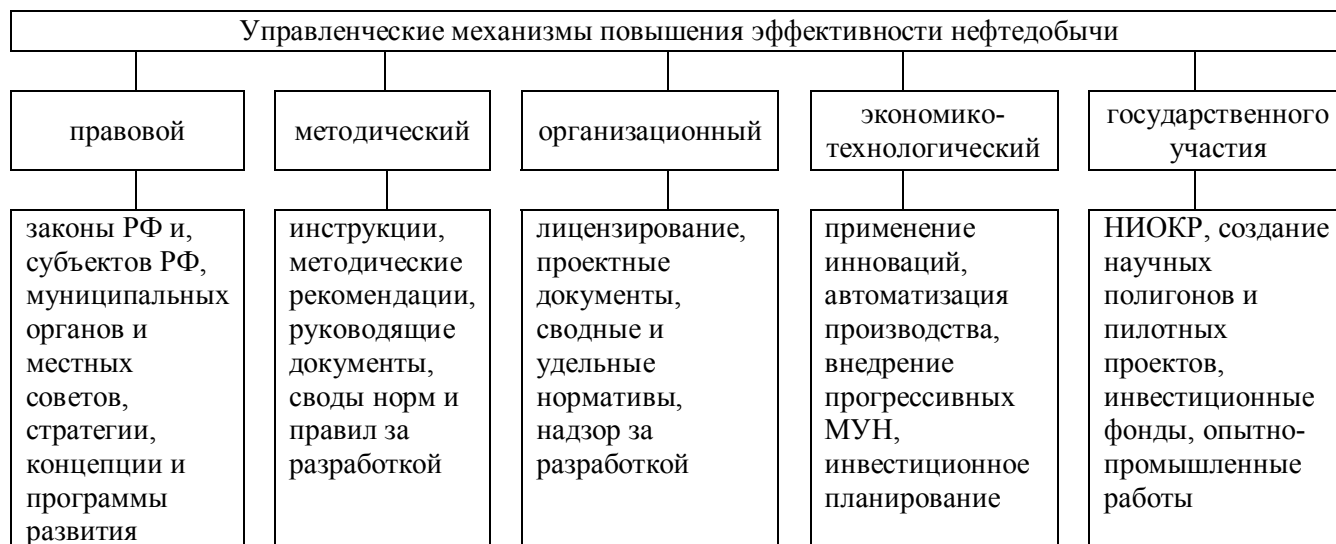 Управленческие механизмы повышения эффективности нефтедобычи
правовой
методический
организационный
экономико-
технологический
государственного
участия
законы РФ и,
субъектов РФ,
муниципальных
органов и
местных
советов,
стратегии,
концепции и
программы
развития
инструкции,
методические
рекомендации,
руководящие
документы,
своды норм и
правил за
разработкой
лицензирование,
проектные
документы,
сводные и
удельные
нормативы,
надзор за
разработкой
применение
инноваций,
автоматизация
производства,
внедрение
прогрессивных
МУН,
инвестиционное
планирование
НИОКР, создание
научных
полигонов и
пилотных
проектов,
инвестиционные
фонды, опытно-
промышленные
работы